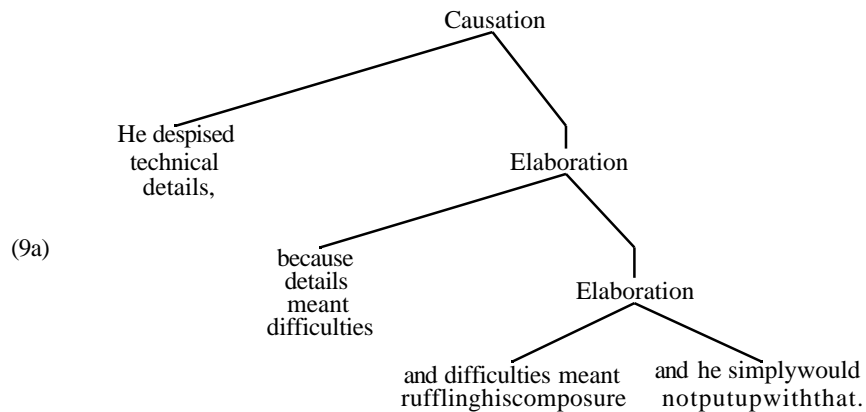 Causation
He despised
technical
details,
Elaboration
(9a)
because
details
meant
difficulties
Elaboration
and difficulties meant
rufflinghiscomposure
and he simplywould
notputupwiththat.